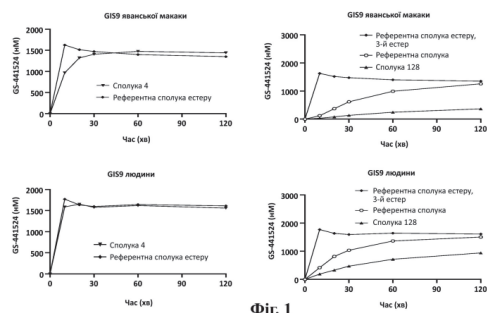 GIS9 яванської макаки
GS-441524 (нМ)
2000
1500
1000
500
0
Сполука 4
Референтна сполука естеру
0 30 60 90 120
Час (хв)
GIS9 яванської макаки
GS-441524 (нМ)
3000
2000
1000
0
Референтна сполука естеру,
3-й естер
Референтна сполука
Сполука 128
0 30 60 90 120
Час (хв)
GIS9 людини
GS-441524 (нМ)
2000
1500
1000
500
0
Сполука 4
Референтна сполука естеру
0 30 60 90 120
Час (хв)
GIS9 людини
GS-441524 (нМ)
3000
2000
1000
0
Референтна сполука естеру,
3-й естер
Референтна сполука
Сполука 128
0 30 60 90 120
Час (хв)
Фіг. 1